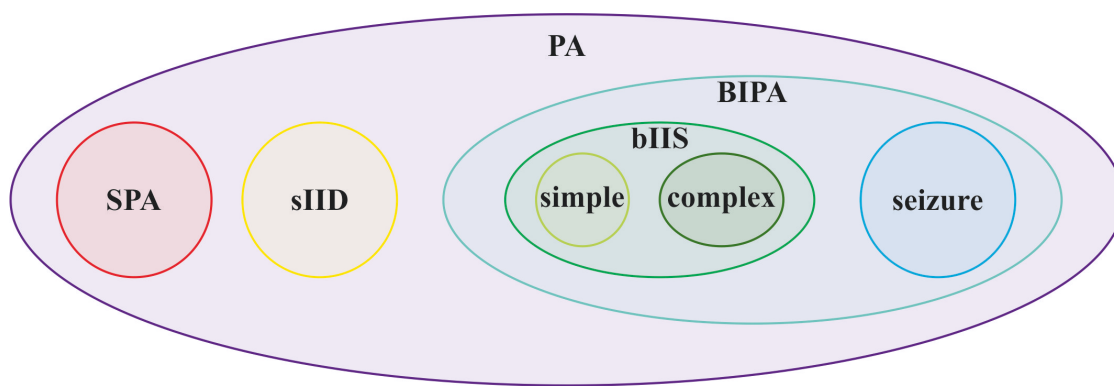 PA
BIPA
bIIS
SPA
sIID
simple
complex
seizure